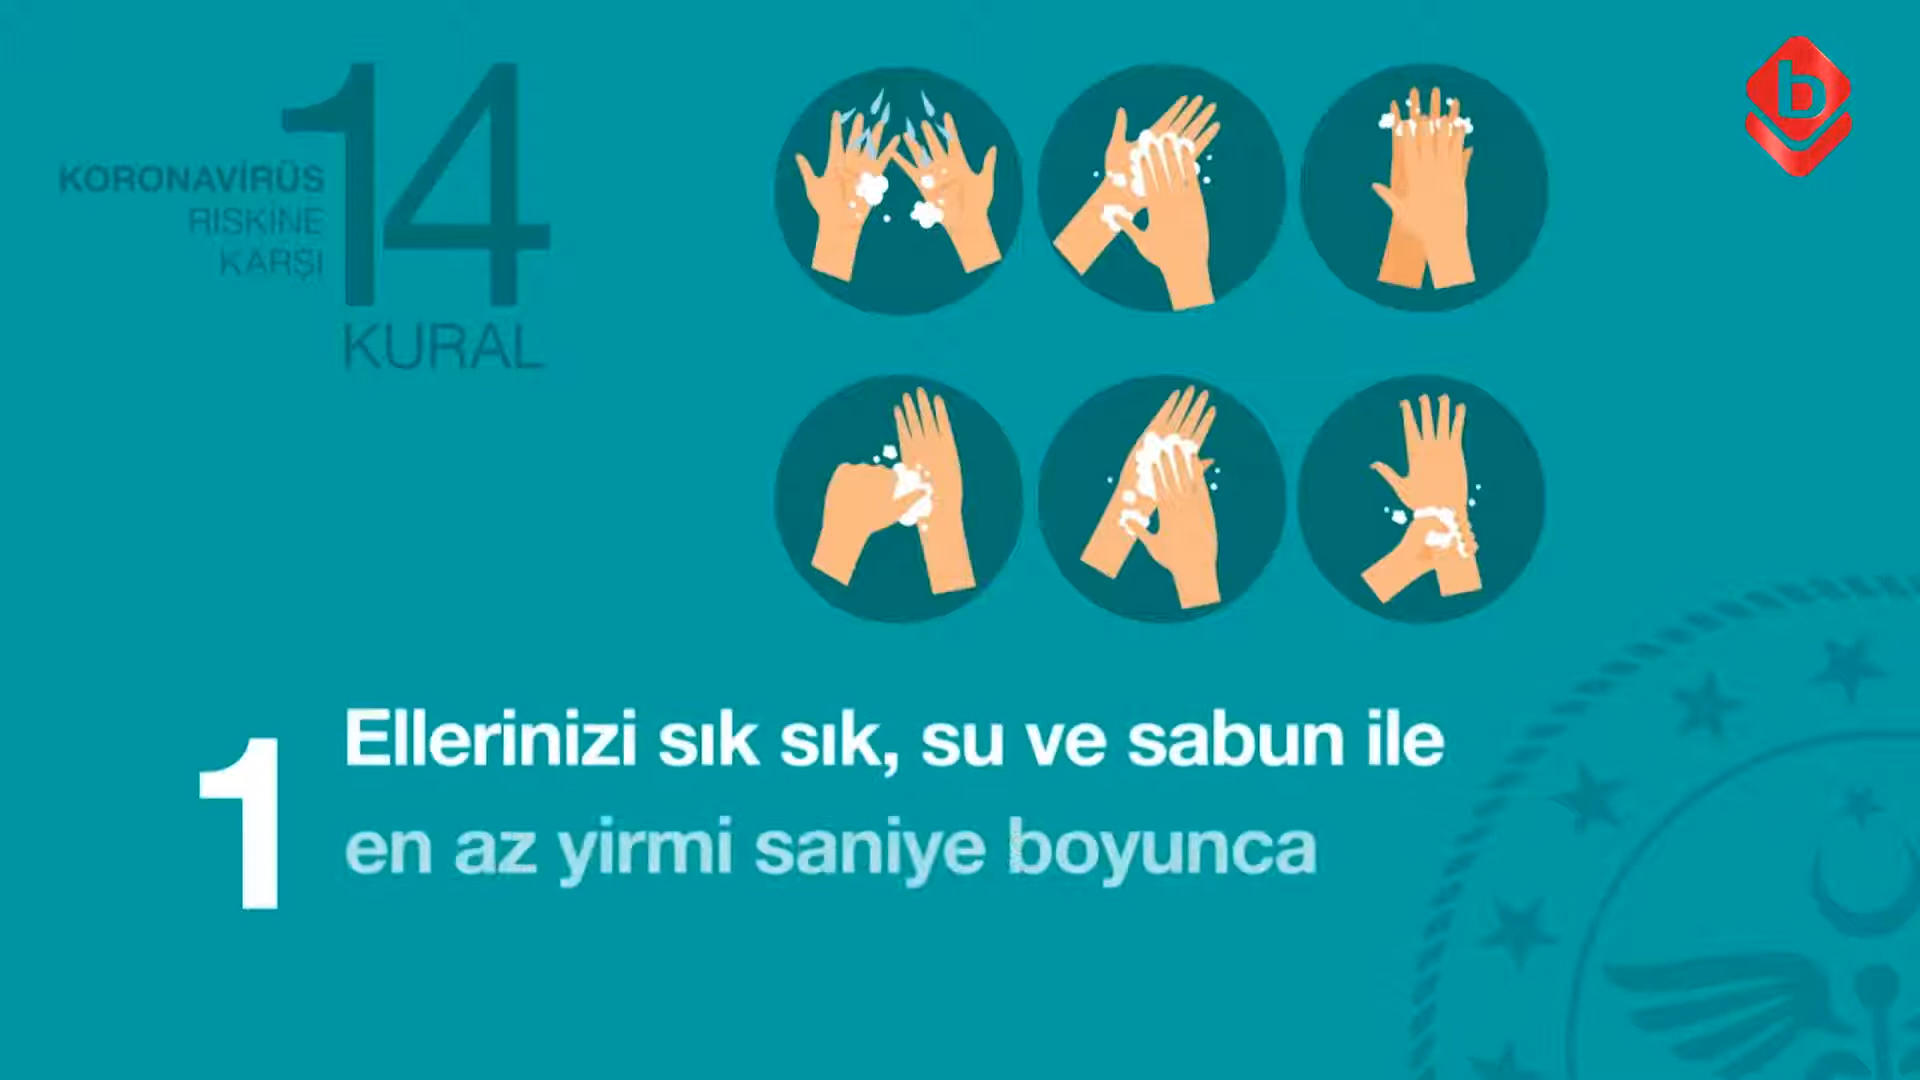 14
KORONAVİRÜS
RİSKİNE
KARŞI
KURAL
b
1
Ellerinizi sık sık, su ve sabun ile
en az yirmi saniye boyunca